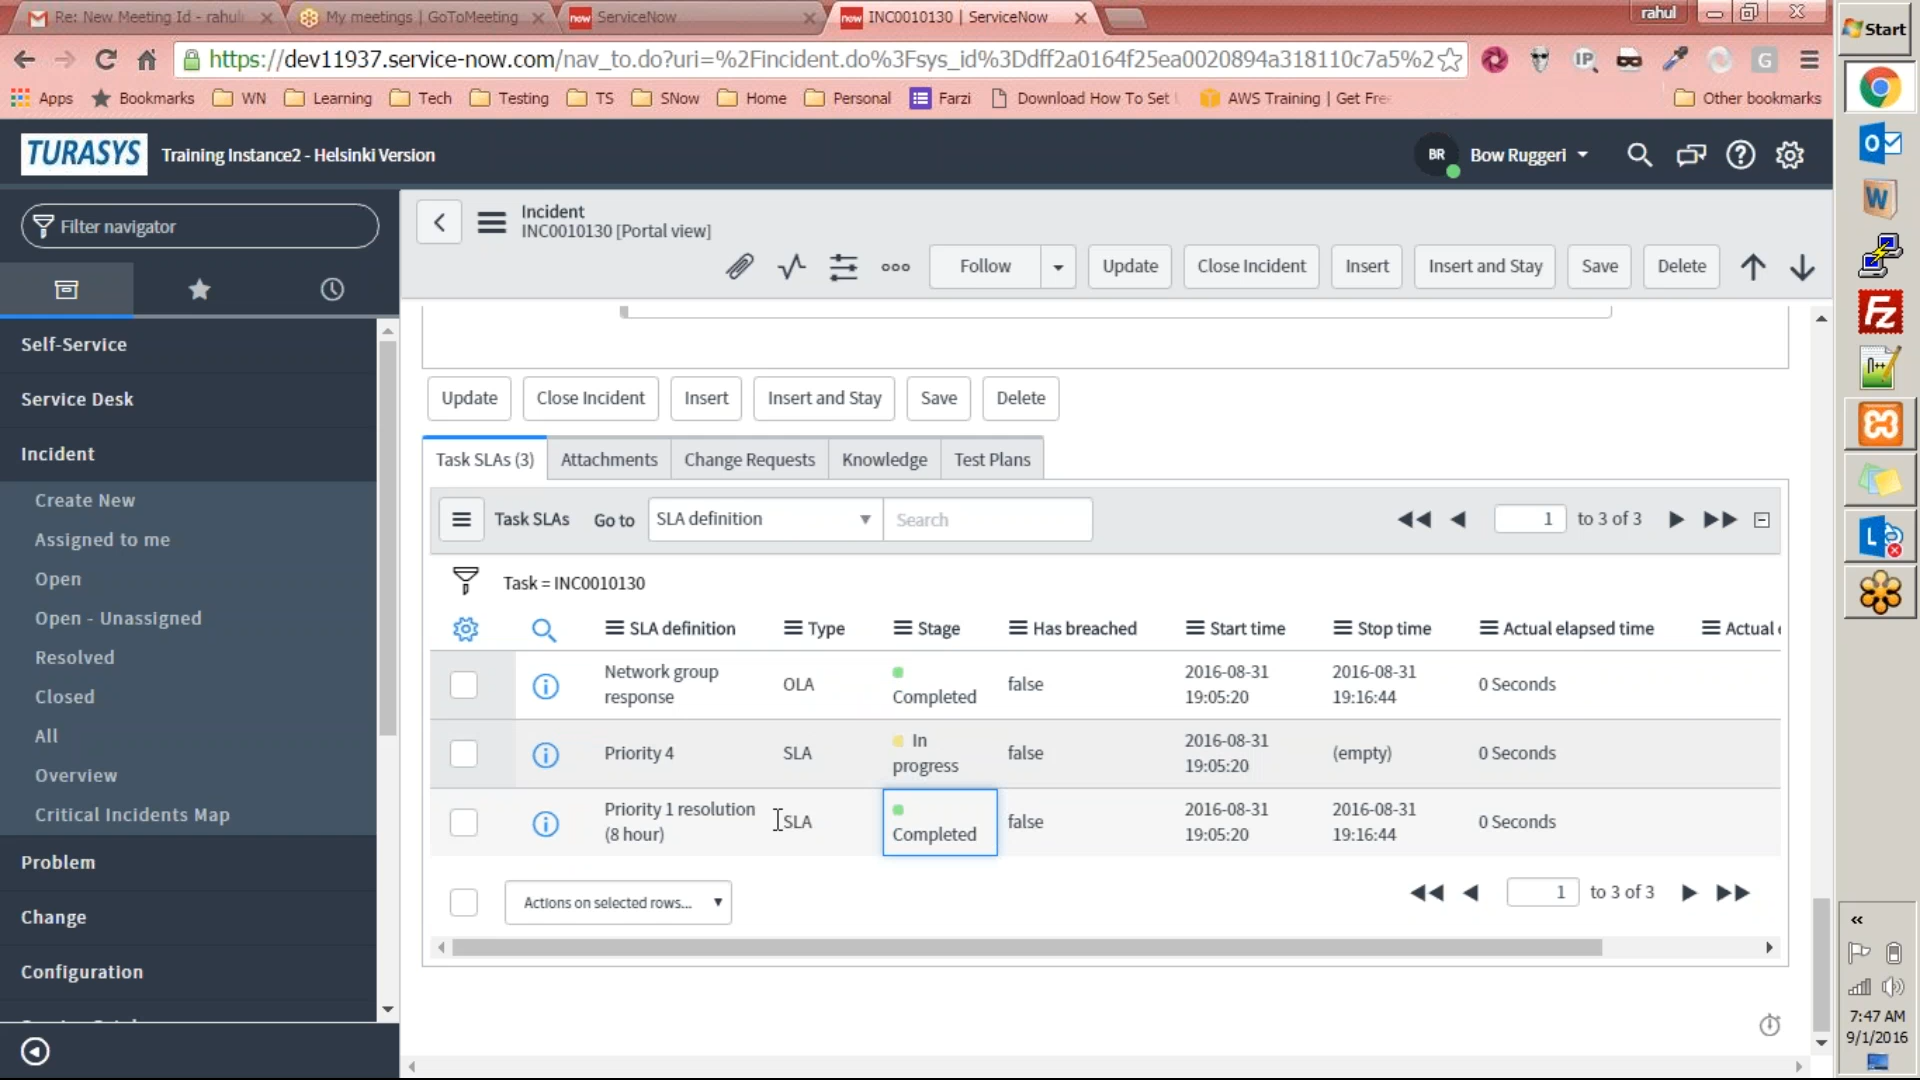 Re: New Meeting Id - rahul
My meetings | GoToMeeting
now ServiceNow
now INC0010130 | ServiceNow
rahul
Start
https://dev11937.service-now.com/nav_to.do?uri=%2Fincident.do%3Fsys_id%3Ddff2a0164f25ea0020894a318110c7a5%2
IP
G
Apps
Bookmarks
WN
Learning
Tech
Testing
TS
SNow
Home
Personal
Farzi
Download How To Set
AWS Training | Get Fre
Other bookmarks
TURASYS
Training Instance2 - Helsinki Version
BR
Bow Ruggeri
Filter navigator
Incident
INC0010130 [Portal view]
Follow
Update
Close Incident
Insert
Insert and Stay
Save
Delete
Self-Service
Service Desk
Incident
Create New
Assigned to me
Open
Open - Unassigned
Resolved
Closed
All
Overview
Critical Incidents Map
Problem
Change
Configuration
Update
Close Incident
Insert
Insert and Stay
Save
Delete
Task SLAs (3)
Attachments
Change Requests
Knowledge
Test Plans
Task SLAs
Go to
SLA definition
Search
1 to 3 of 3
Task = INC0010130
SLA definition
Type
Stage
Has breached
Start time
Stop time
Actual elapsed time
Actual
Network group
response
OLA
Completed
false
2016-08-31
19:05:20
2016-08-31
19:16:44
0 Seconds
Priority 4
SLA
In
progress
false
2016-08-31
19:05:20
(empty)
0 Seconds
Priority 1 resolution
(8 hour)
SLA
Completed
false
2016-08-31
19:05:20
2016-08-31
19:16:44
0 Seconds
Actions on selected rows...
1 to 3 of 3
7:47 AM
9/1/2016